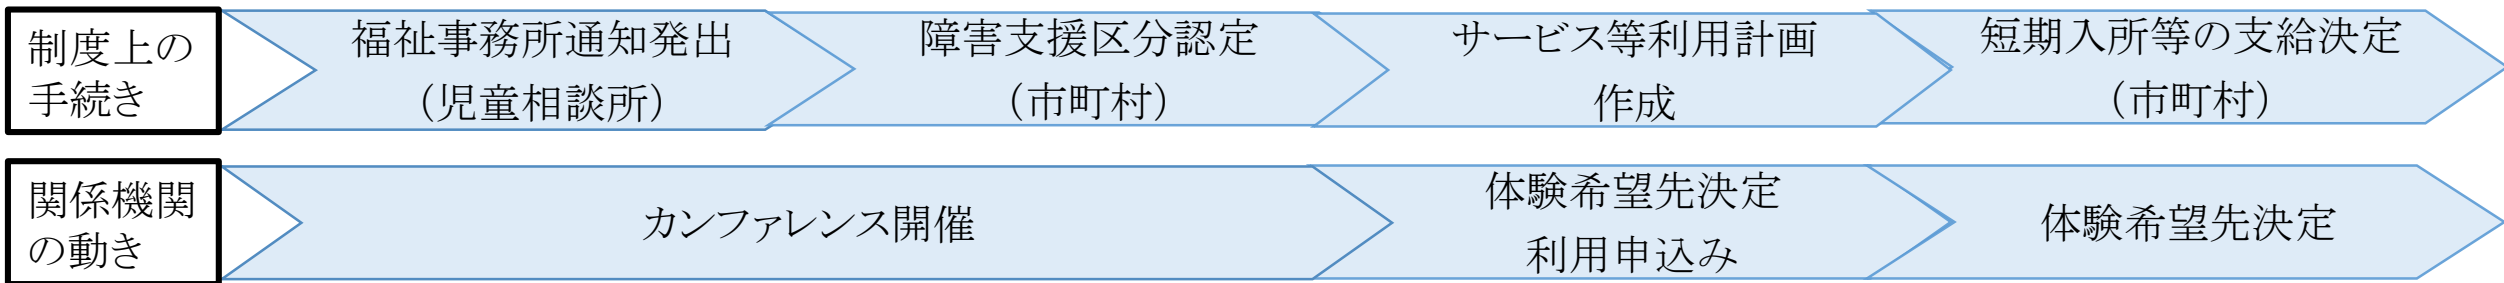 制度上の
手続き
福祉事務所通知発出
（児童相談所）
障害支援区分認定
（市町村）
サービス等利用計画
作成
短期入所等の支給決定
（市町村）
関係機関
の動き
カンファレンス開催
体験希望先決定
利用申込み
体験希望先決定